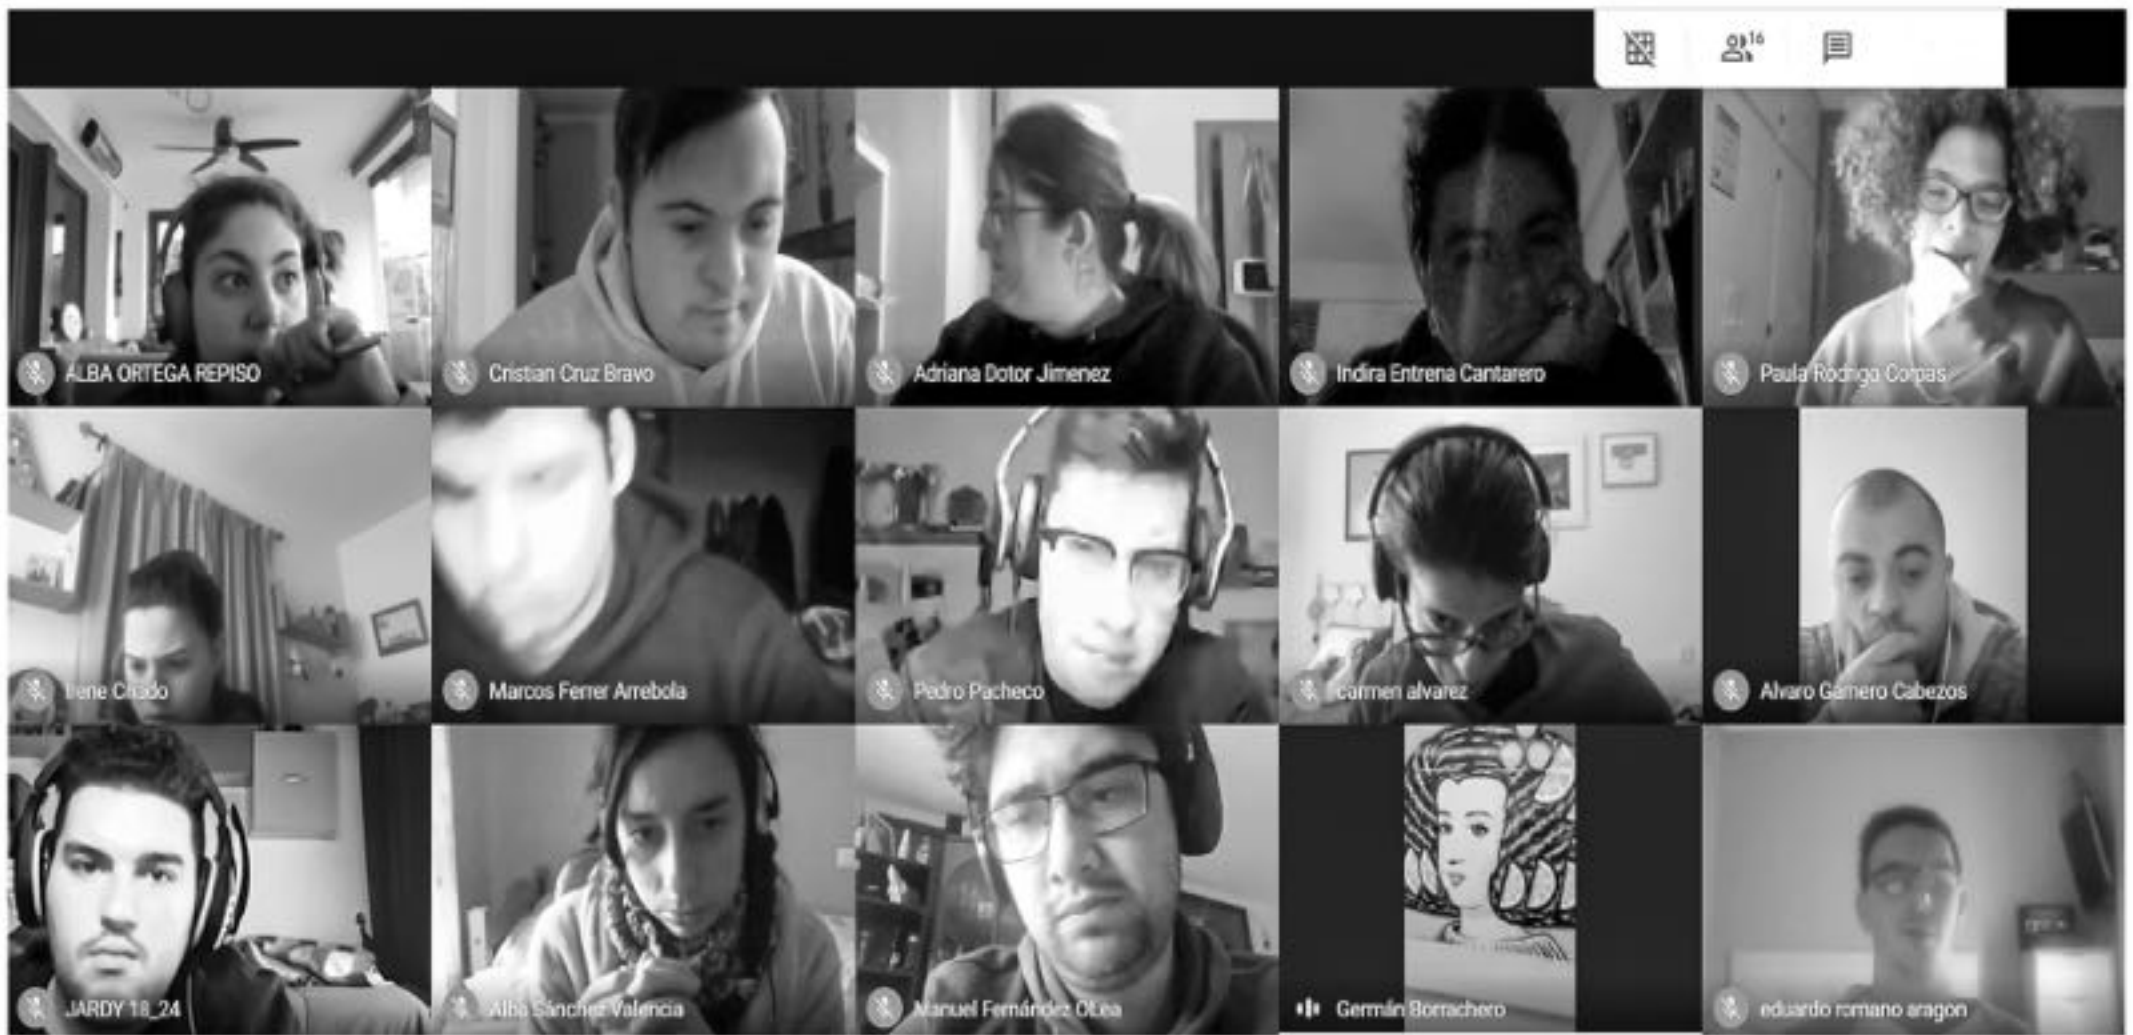 16
ALBA ORTEGA REPISO
Cristian Cruz Bravo
Adriana Dotor Jimenez
Indira Entrena Cantarero
Paula Rodrigo Corpas
Irene Criado
Marcos Ferrer Arrebola
Pedro Pacheco
carmen alvarez
Alvaro Gamero Cabezos
JARDY 18_24
Alba Sánchez Valencia
Manuel Fernández OLea
Germán Borrachero
eduardo romano aragon